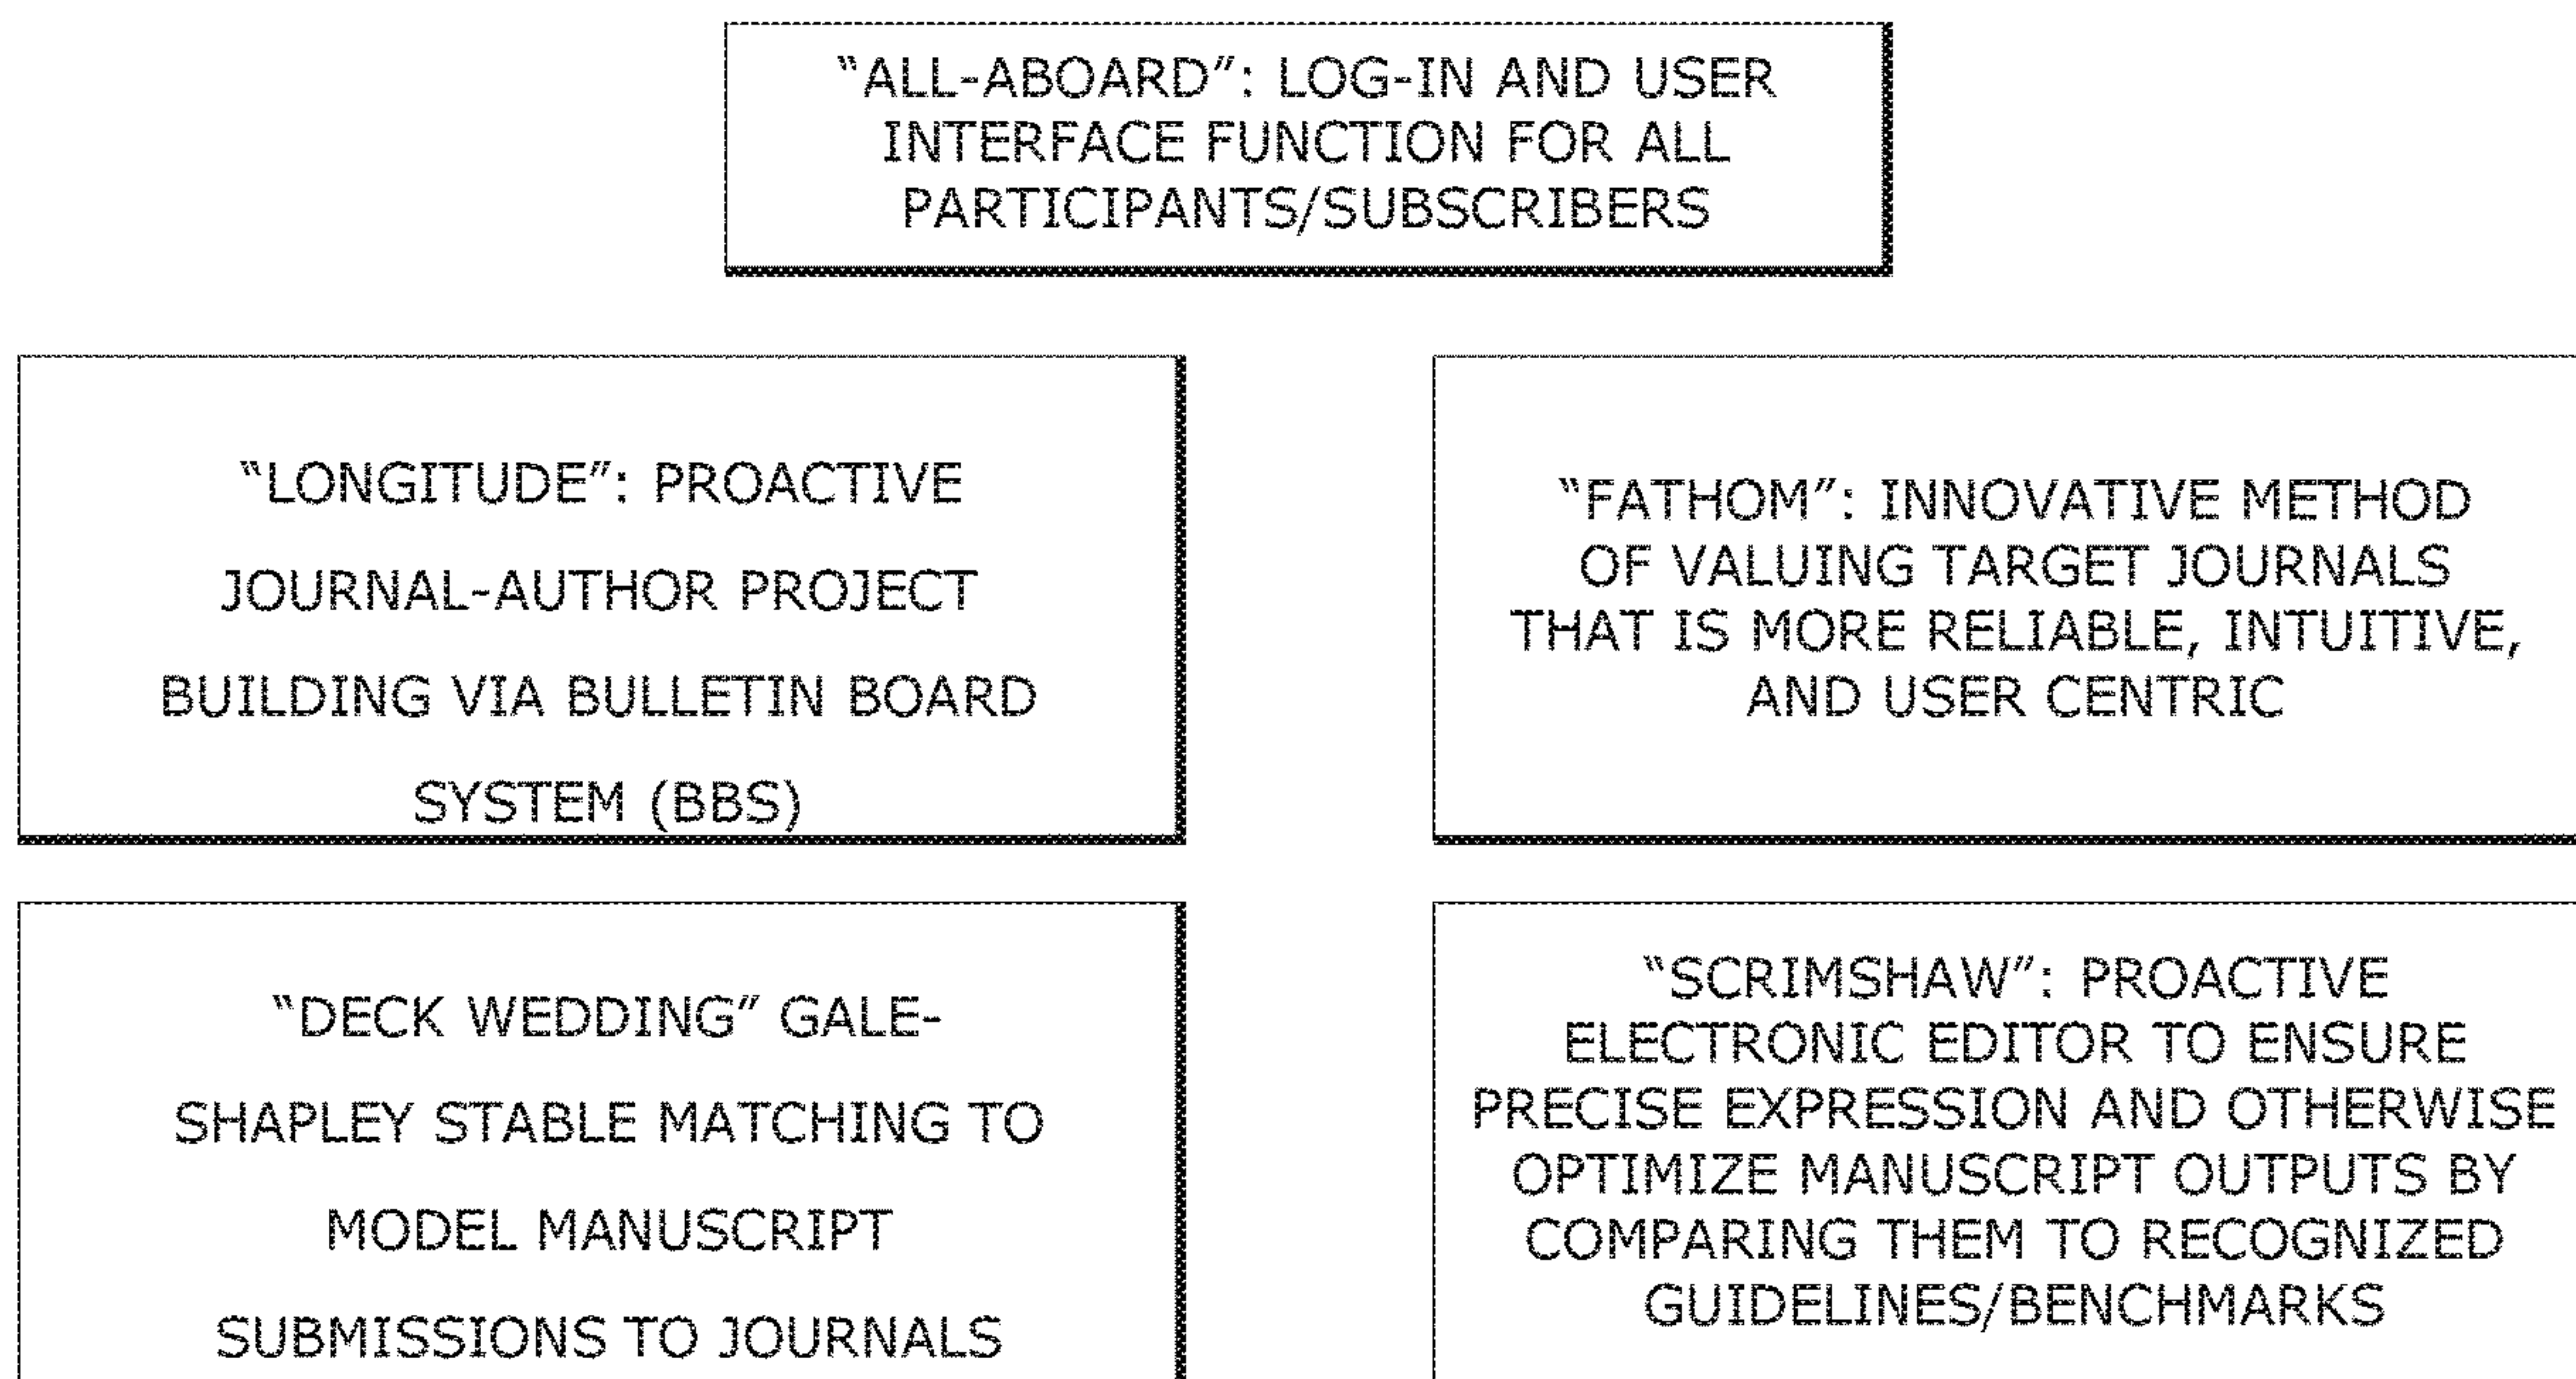 “ALL-ABOARD”: LOG-IN AND USER
INTERFACE FUNCTION FOR ALL
PARTICIPANTS/SUBSCRIBERS
“LONGITUDE”: PROACTIVE
JOURNAL-AUTHOR PROJECT
BUILDING VIA BULLETIN BOARD
SYSTEM (BBS)
“FATHOM”: INNOVATIVE METHOD
OF VALUING TARGET JOURNALS
THAT IS MORE RELIABLE, INTUITIVE,
AND USER CENTRIC
“DECK WEDDING” GALE-
SHAPLEY STABLE MATCHING TO
MODEL MANUSCRIPT
SUBMISSIONS TO JOURNALS
“SCRIMSHAW”: PROACTIVE
ELECTRONIC EDITOR TO ENSURE
PRECISE EXPRESSION AND OTHERWISE
OPTIMIZE MANUSCRIPT OUTPUTS BY
COMPARING THEM TO RECOGNIZED
GUIDELINES/BENCHMARKS